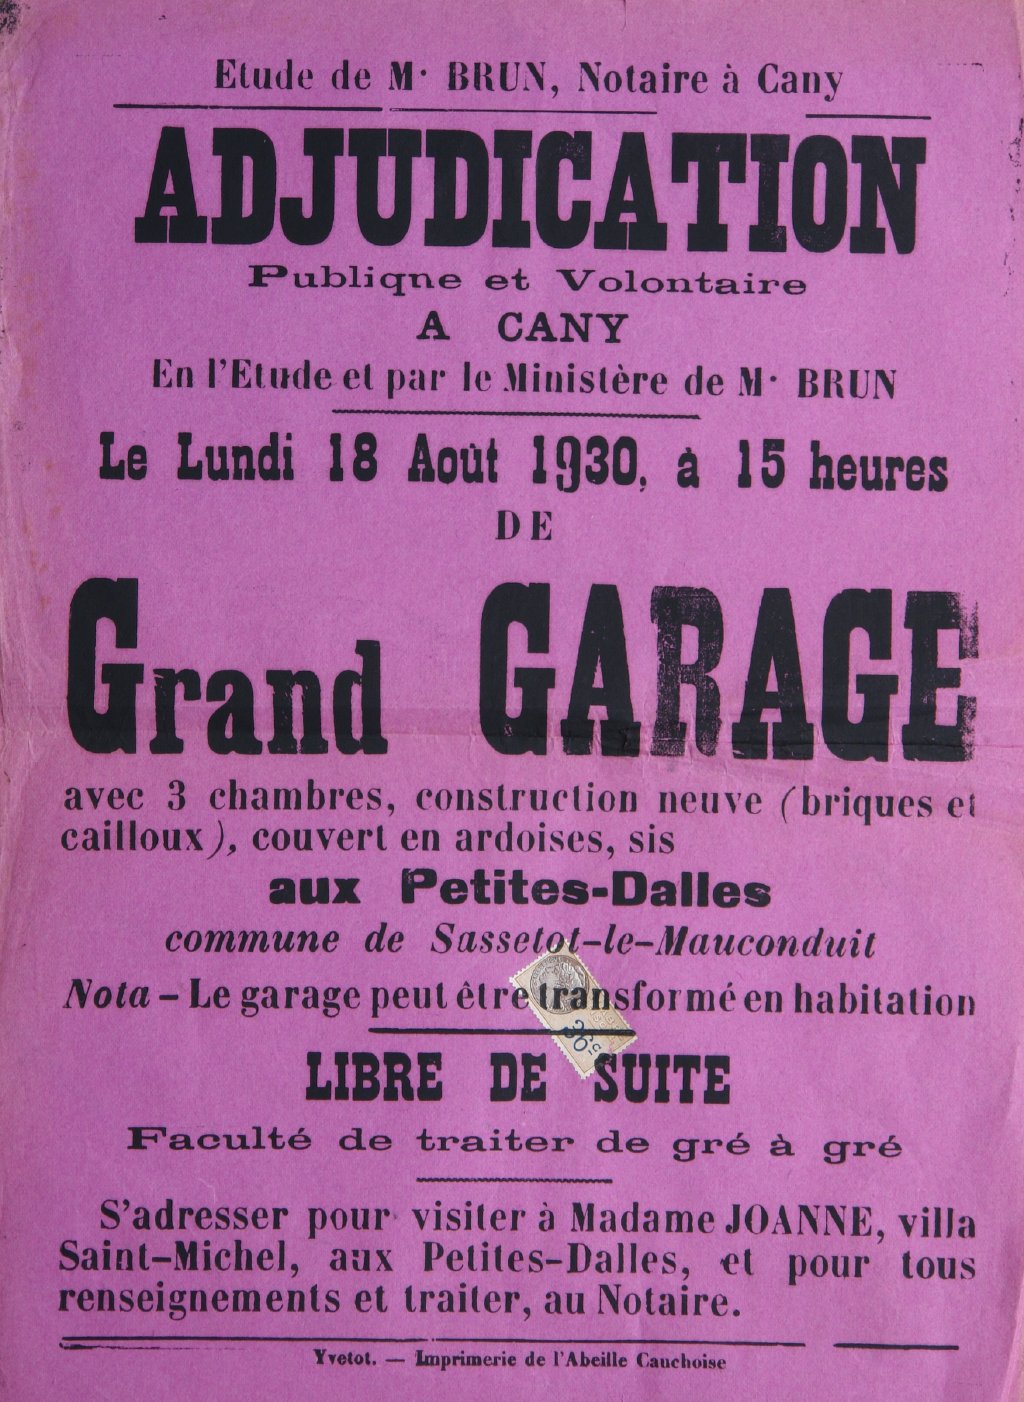 Etude de M· BRUN, Notaire à Cany
ADJUDICATION
Publique et Volontaire
A CANY
En l'Etude et par le Ministère de M· BRUN
Le Lundi 18 Août 1930, à 15 heures
DE
Grand GARAGE
avec 3 chambres, construction neuve (briques et
cailloux), couvert en ardoises, sis
aux Petites-Dalles
commune de Sassetot-le-Mauconduit
Nota – Le garage peut être transformé en habitation
LIBRE DE SUITE
Faculté de traiter de gré à gré
S'adresser pour visiter à Madame JOANNE, villa
Saint-Michel, aux Petites-Dalles, et pour tous
renseignements et traiter, au Notaire.
Yvetot. — Imprimerie de l'Abeille Cauchoise